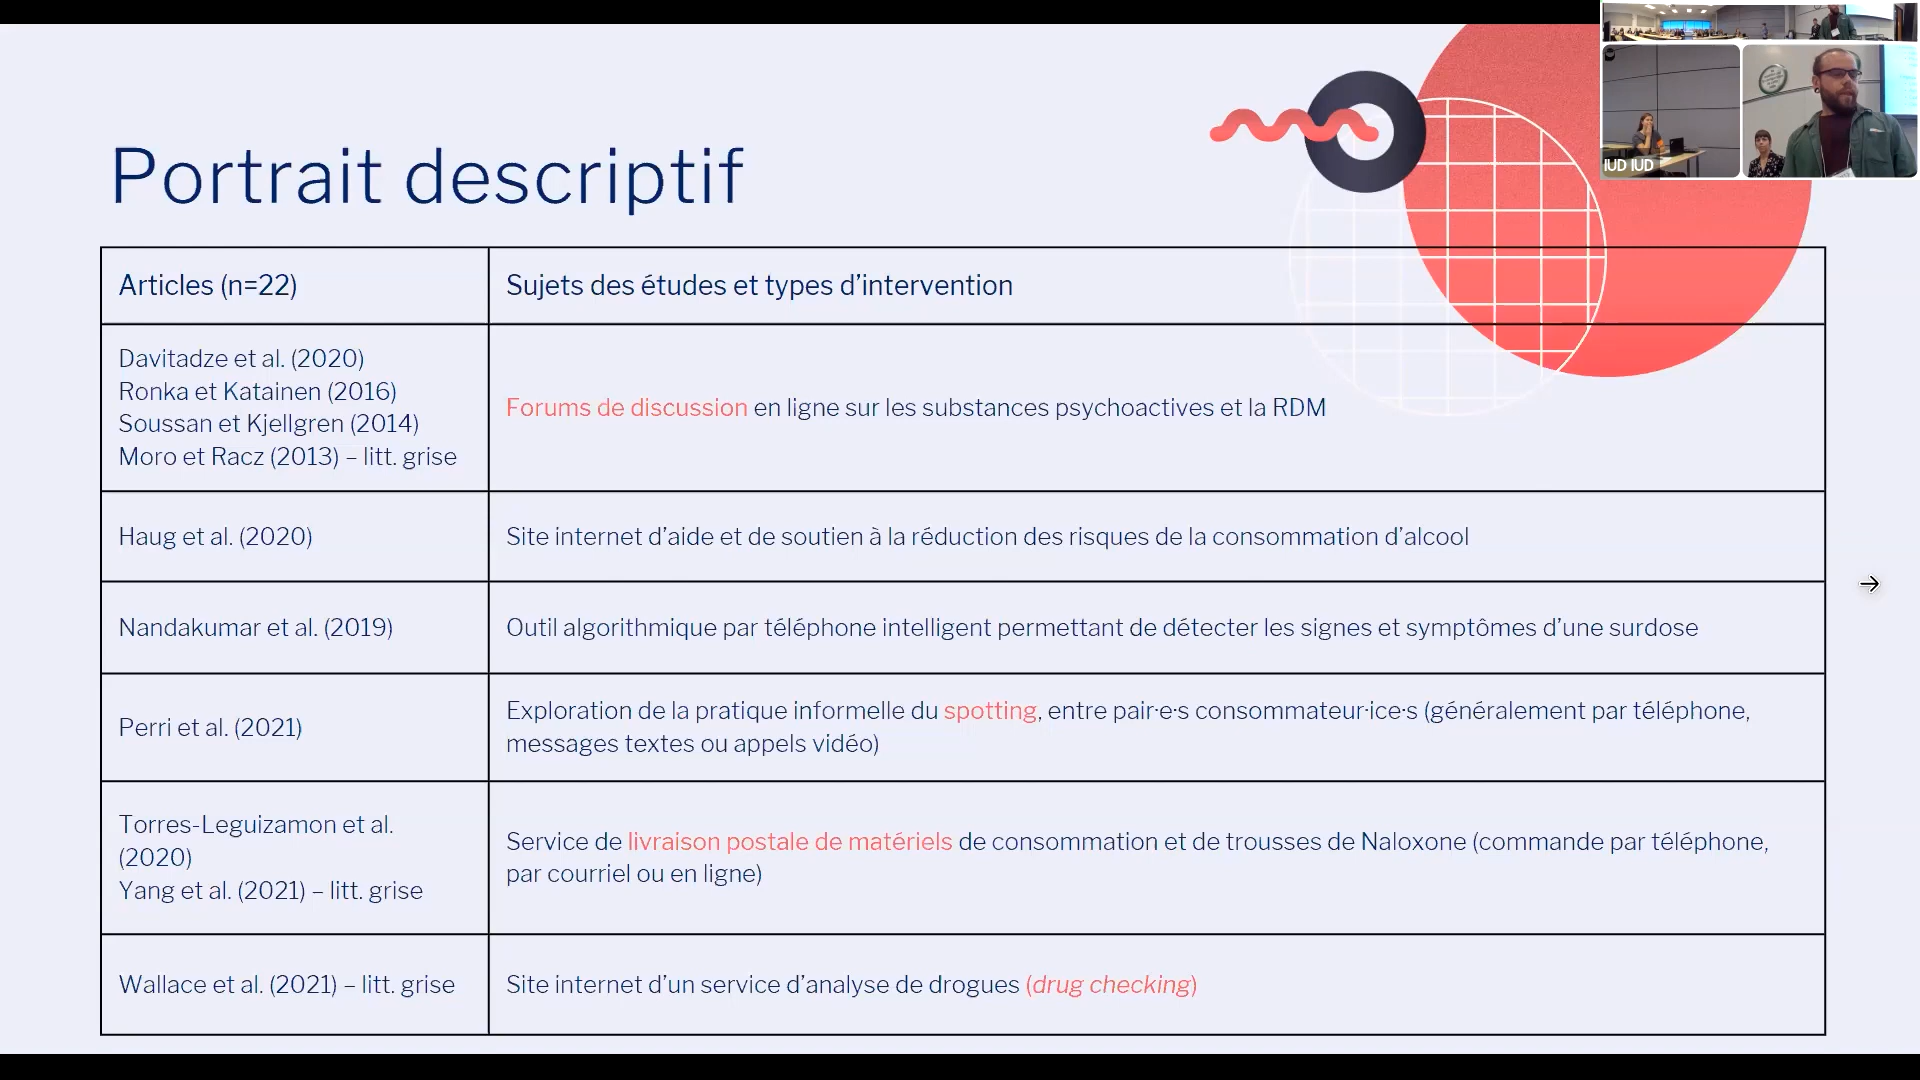 Portrait descriptif
Articles (n=22)
Sujets des études et types d'intervention
Davitadze et al. (2020)
Ronka et Katainen (2016)
Soussan et Kjellgren (2014)
Moro et Racz (2013) – litt. grise
Forums de discussion en ligne sur les substances psychoactives et la RDM
Haug et al. (2020)
Site internet d'aide et de soutien à la réduction des risques de la consommation d'alcool
Nandakumar et al. (2019)
Outil algorithmique par téléphone intelligent permettant de détecter les signes et symptômes d'une surdose
Perri et al. (2021)
Exploration de la pratique informelle du spotting, entre pair·e·s consommateur·ice·s (généralement par téléphone,
messages textes ou appels vidéo)
Torres-Leguizamon et al.
(2020)
Yang et al. (2021) – litt. grise
Service de livraison postale de matériels de consommation et de trousses de Naloxone (commande par téléphone,
par courriel ou en ligne)
Wallace et al. (2021) – litt. grise
Site internet d'un service d'analyse de drogues (drug checking)
IUD IUD